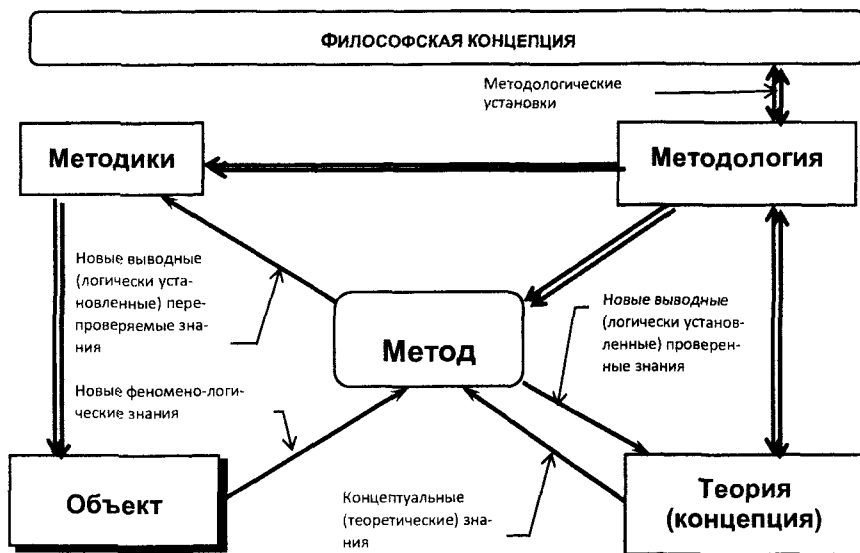 ФИЛОСОФСКАЯ КОНЦЕПЦИЯ
Методологические
установки
Методики
Методология
Новые выводные
(логически уста-
новленные) пере-
проверяемые зна-
ния
Новые выводные
(логически установ-
ленные) проверен-
ные знания
Метод
Новые феномено-логи-
ческие знания
Объект
Концептуальные
(теоретические) зна-
ния
Теория
(концепция)